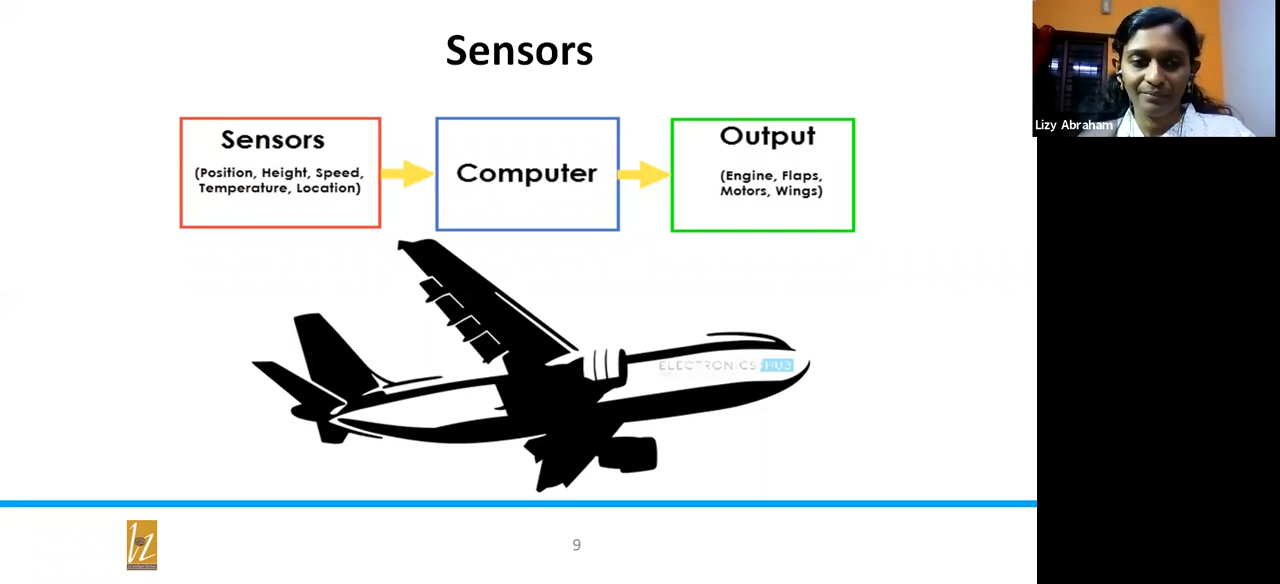 Sensors
Sensors
(Position, Height, Speed,
Temperature, Location)
Computer
Output
(Engine, Flaps,
Motors, Wings)
ELECTRONICS HUB
9
Lizy Abraham